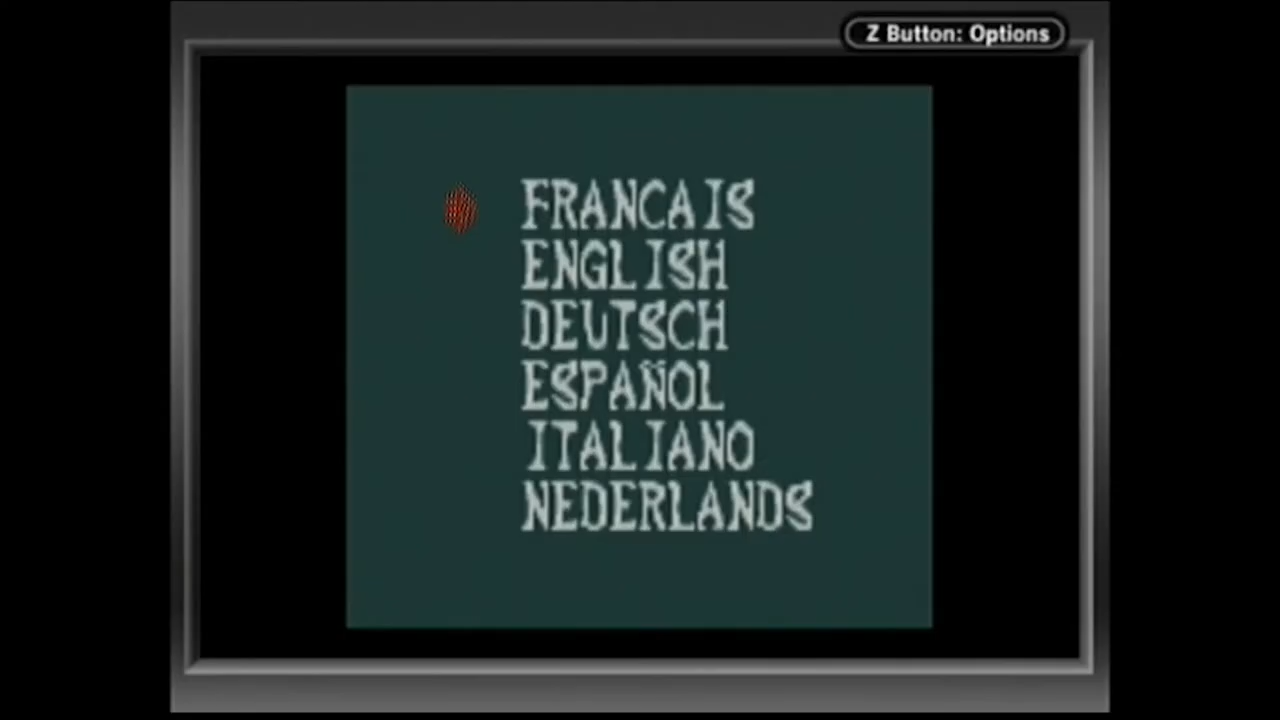 Z Button: Options
FRANCAIS
ENGLISH
DEUTSCH
ESPAÑOL
ITALIANO
NEDERLANDS